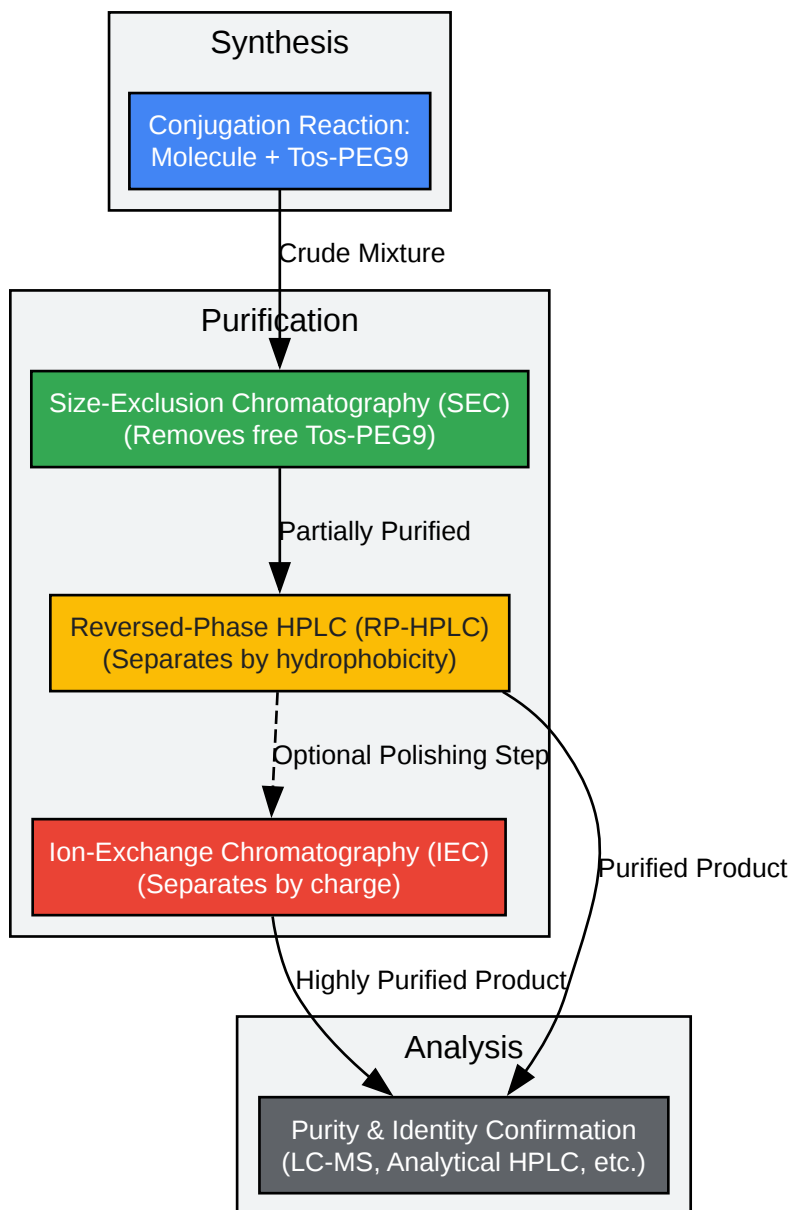 Synthesis
Conjugation Reaction:
Molecule + Tos-PEG9
Crude Mixture
Purification
Size-Exclusion Chromatography (SEC)
(Removes free Tos-PEG9)
Partially Purified
Reversed-Phase HPLC (RP-HPLC)
(Separates by hydrophobicity)
Optional Polishing Step
Ion-Exchange Chromatography (IEC)
(Separates by charge)
Purified Product
Highly Purified Product
Analysis
Purity & Identity Confirmation
(LC-MS, Analytical HPLC, etc.)